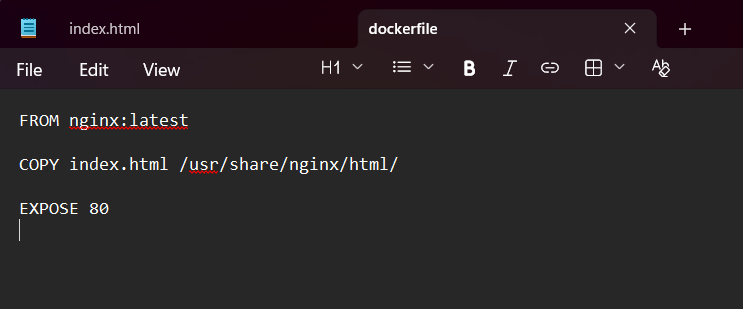 index.html
dockerfile
File Edit View H1 B I
FROM nginx:latest
COPY index.html /usr/share/nginx/html/
EXPOSE 80